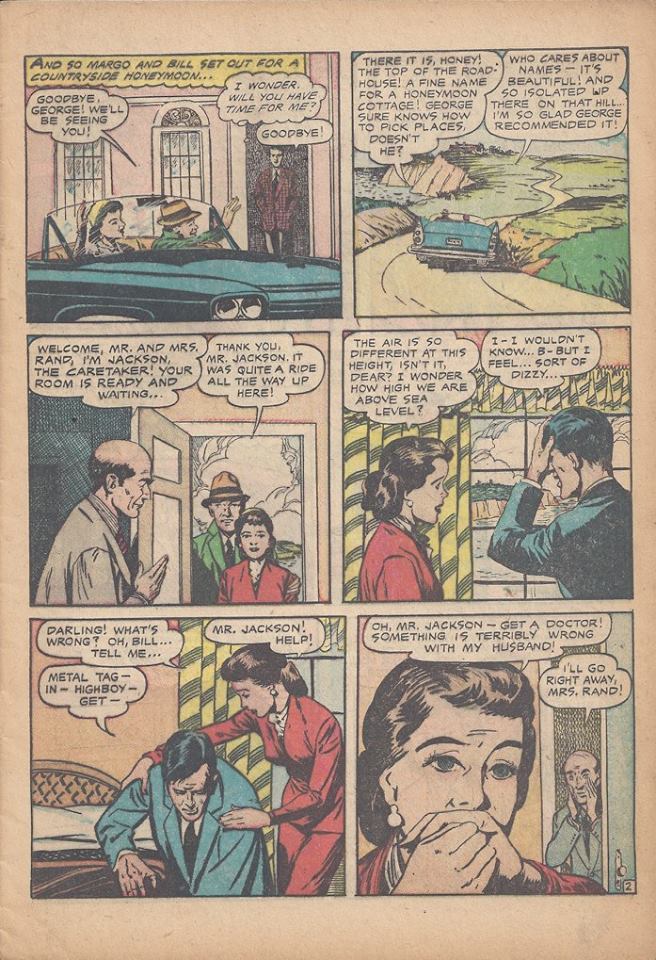 AND SO MARGO AND BILL SET OUT FOR A
COUNTRYSIDE HONEYMOON...
GOODBYE,
GEORGE! WE'LL
BE SEEING
YOU!
I WONDER.
WILL YOU HAVE
TIME FOR ME?
GOODBYE!
THERE IT IS, HONEY!
THE TOP OF THE ROAD-
HOUSE! A FINE NAME
FOR A HONEYMOON
COTTAGE! GEORGE
SURE KNOWS HOW
TO PICK PLACES,
DOESN'T
HE?
WHO CARES ABOUT
NAMES - IT'S
BEAUTIFUL! AND
SO ISOLATED UP
THERE ON THAT HILL...
I'M SO GLAD GEORGE
RECOMMENDED IT!
WELCOME, MR. AND MRS.
RAND, I'M JACKSON,
THE CARETAKER! YOUR
ROOM IS READY AND
WAITING...
THANK YOU,
MR. JACKSON. IT
WAS QUITE A RIDE
ALL THE WAY UP
HERE!
THE AIR IS SO
DIFFERENT AT THIS
HEIGHT, ISN'T IT,
DEAR? I WONDER
HOW HIGH WE ARE
ABOVE SEA
LEVEL?
I - I WOULDN'T
KNOW... B-BUT I
FEEL... SORT OF
DIZZY...
DARLING! WHAT'S
WRONG? OH, BILL...
TELL ME...
MR. JACKSON!
HELP!
METAL TAG -
IN - HIGHBOY -
GET -
OH, MR. JACKSON - GET A DOCTOR!
SOMETHING IS TERRIBLY WRONG
WITH MY HUSBAND!
I'LL GO
RIGHT AWAY,
MRS. RAND!
2